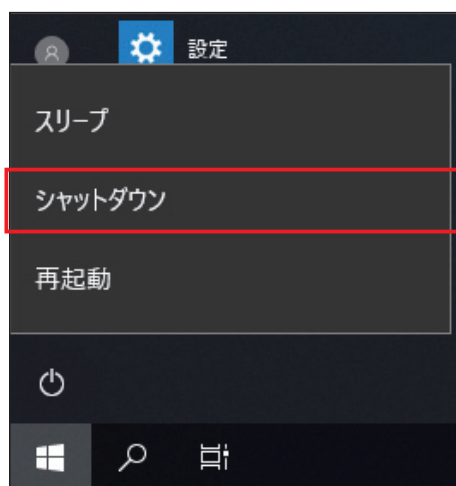 設定
スリープ
シャットダウン
再起動